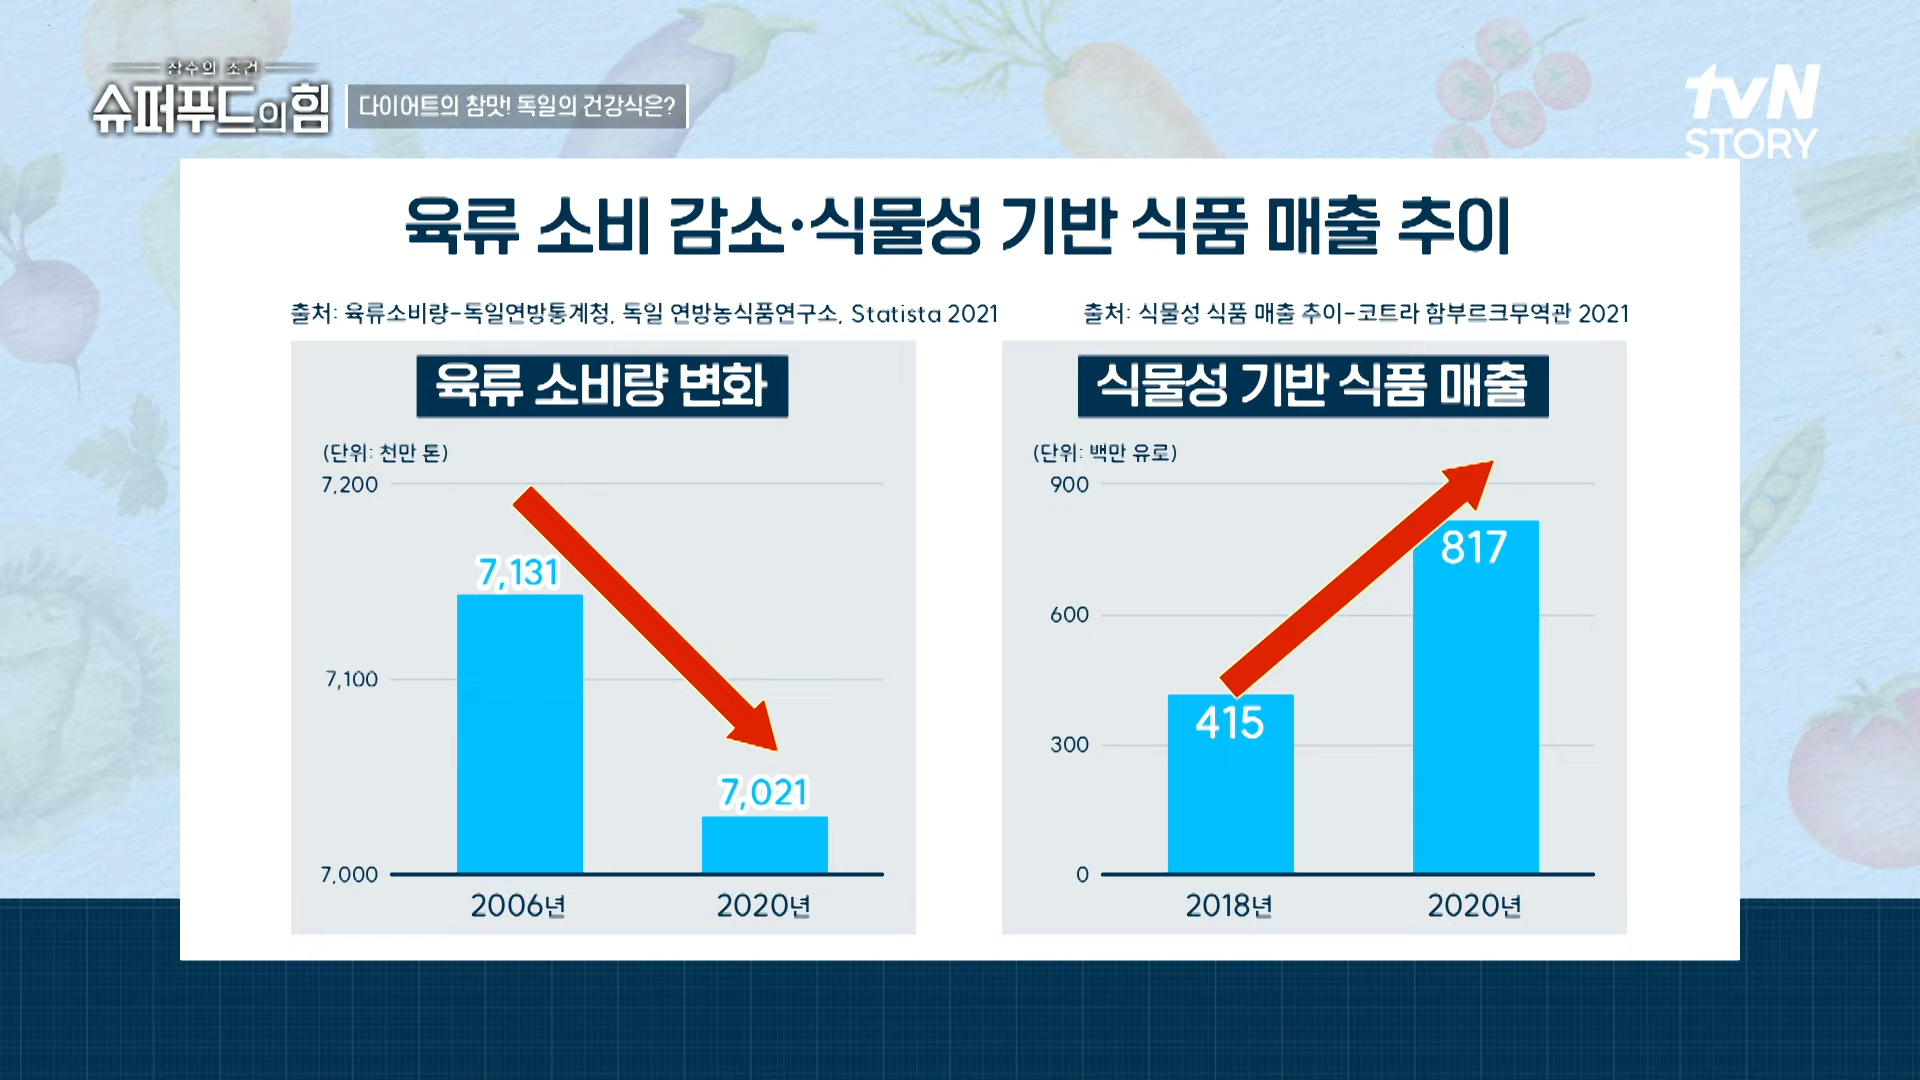 장수의 조건
슈퍼푸드의 힘
다이어트의 참맛! 독일의 건강식은?
tvN
STORY
육류 소비 감소·식물성 기반 식품 매출 추이
출처: 육류소비량-독일연방통계청, 독일 연방농식품연구소, Statista 2021
육류 소비량 변화
(단위: 천만 톤)
7,200
7,131
7,100
7,021
7,000
2006년 2020년
출처: 식물성 식품 매출 추이-코트라 함부르크무역관 2021
식물성 기반 식품 매출
(단위: 백만 유로)
900
817
600
415
300
0
2018년 2020년